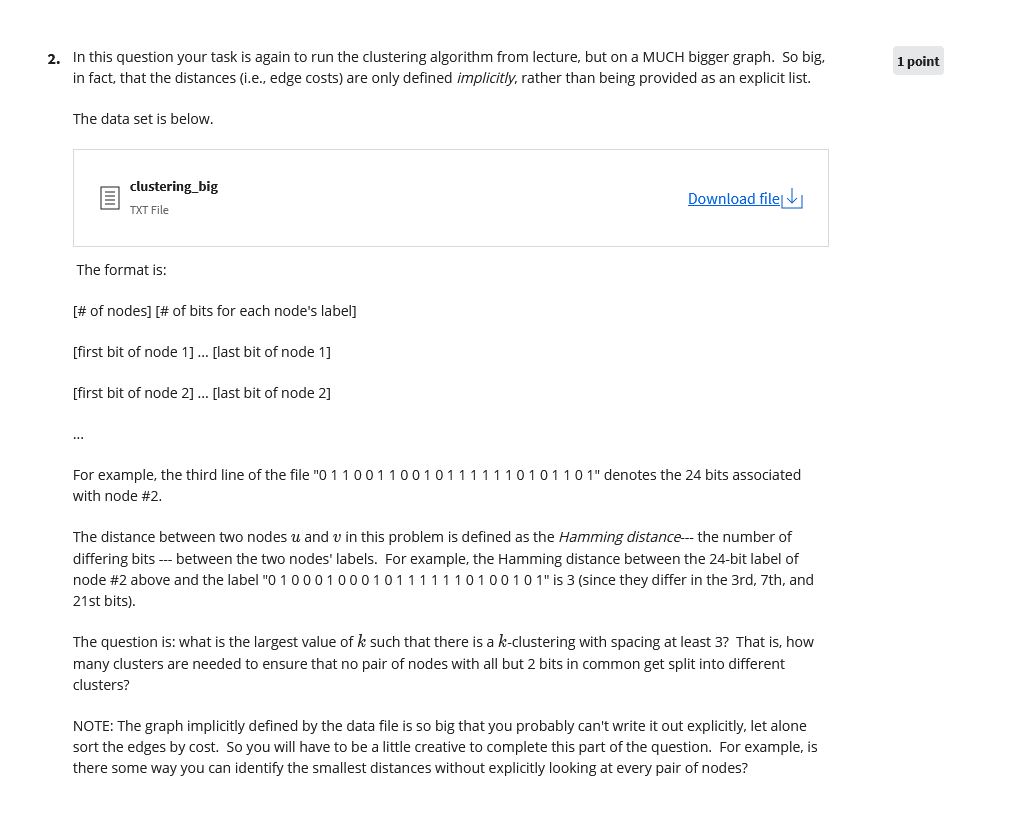 2. In this question your task is again to run the clustering algorithm from lecture, but on a MUCH bigger graph.  So big, 1 point
in fact, that the distances (i.e., edge costs) are only defined implicitly, rather than being provided as an explicit list.
The data set is below.
clustering_big
TXT File
Download file
The format is:
[# of nodes] [# of bits for each node's label]
[first bit of node 1] ... [last bit of node 1]
[first bit of node 2] ... [last bit of node 2]
...
For example, the third line of the file "0 1 1 0 0 1 1 0 0 1 0 1 1 1 1 1 1 0 1 0 1 1 0 1" denotes the 24 bits associated
with node #2.
The distance between two nodes u and v in this problem is defined as the Hamming distance--- the number of
differing bits --- between the two nodes' labels.  For example, the Hamming distance between the 24-bit label of
node #2 above and the label "0 1 0 0 0 1 0 0 0 1 0 1 1 1 1 1 1 0 1 0 0 1 0 1" is 3 (since they differ in the 3rd, 7th, and
21st bits).
The question is: what is the largest value of k such that there is a k-clustering with spacing at least 3?  That is, how
many clusters are needed to ensure that no pair of nodes with all but 2 bits in common get split into different
clusters?
NOTE: The graph implicitly defined by the data file is so big that you probably can't write it out explicitly, let alone
sort the edges by cost.  So you will have to be a little creative to complete this part of the question.  For example, is
there some way you can identify the smallest distances without explicitly looking at every pair of nodes?